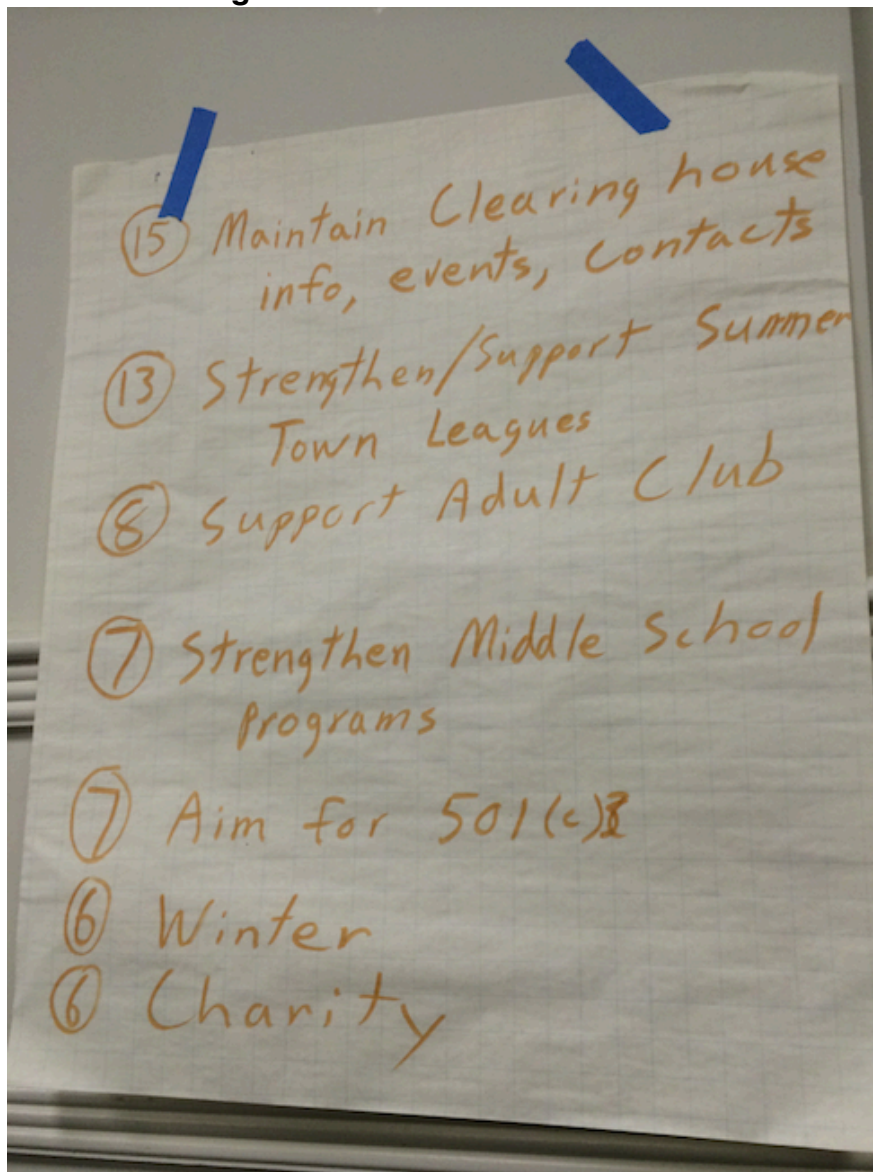 15 Maintain Clearing house
info, events, contacts
13 Strengthen/Support Summer
Town Leagues
8 Support Adult Club
7 Strengthen Middle School
Programs
7 Aim for 501(c)3
6 Winter
6 Charity